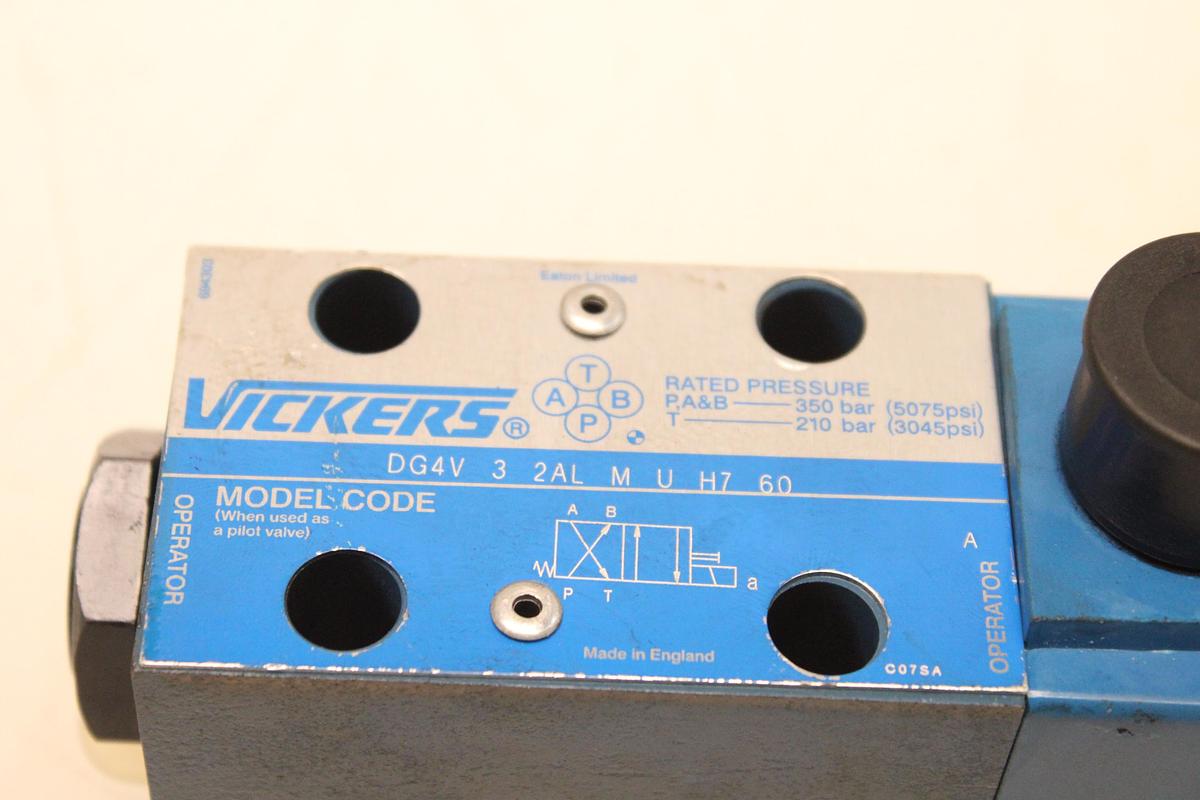 694303
Eaton Limited
VICKERS®
T
A B
P
RATED PRESSURE
P,A&B 350 bar (5075psi)
T 210 bar (3045psi)
DG4V 3 2AL M U H7 60
MODEL CODE
(When used as
a pilot valve)
OPERATOR
A B
a
P T
A
OPERATOR
Made in England
C07SA